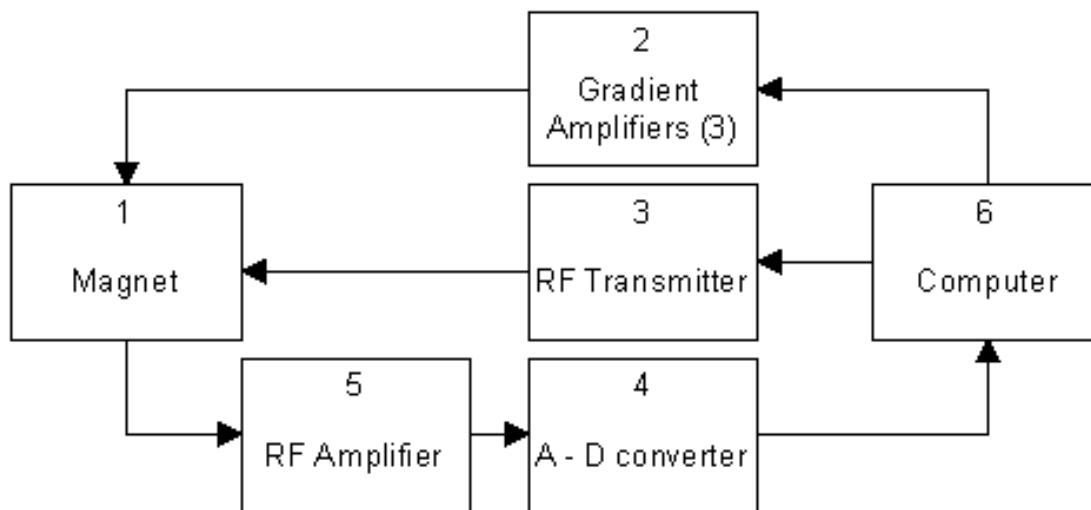 2
Gradient
Amplifiers (3)
1
Magnet
3
RF Transmitter
6
Computer
5
RF Amplifier
4
A - D converter